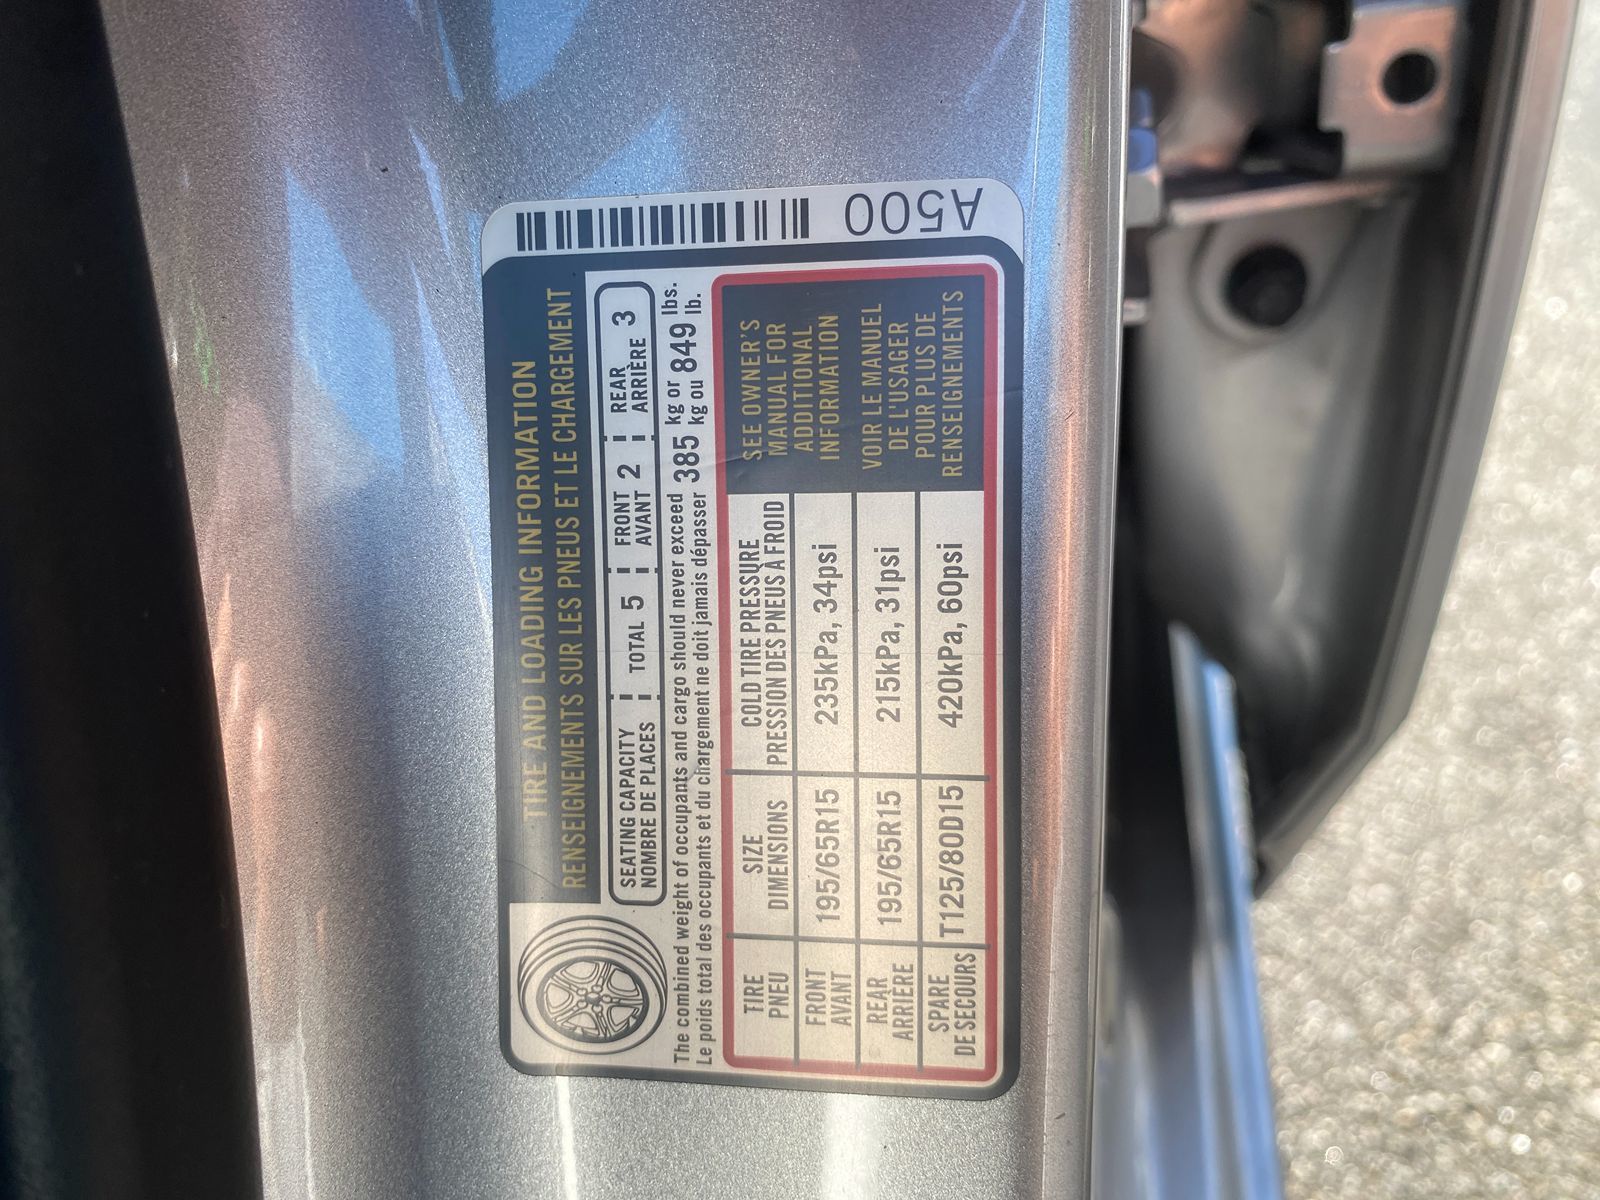 A500
TIRE AND LOADING INFORMATION
RENSEIGNEMENTS SUR LES PNEUS ET LE CHARGEMENT
SEATING CAPACITY
NOMBRE DE PLACES
TOTAL 5
FRONT
AVANT 2
REAR
ARRIÈRE 3
The combined weight of occupants and cargo should never exceed 385 kg or 849 lbs.
Le poids total des occupants et du chargement ne doit jamais dépasser 385 kg ou 849 lb.
TIRE
PNEU
SIZE
DIMENSIONS
COLD TIRE PRESSURE
PRESSION DES PNEUS À FROID
FRONT
AVANT
195/65R15
235kPa, 34psi
REAR
ARRIÈRE
195/65R15
215kPa, 31psi
SPARE
DE SECOURS
T125/80D15
420kPa, 60psi
SEE OWNER'S
MANUAL FOR
ADDITIONAL
INFORMATION
VOIR LE MANUEL
DE L'USAGER
POUR PLUS DE
RENSEIGNEMENTS